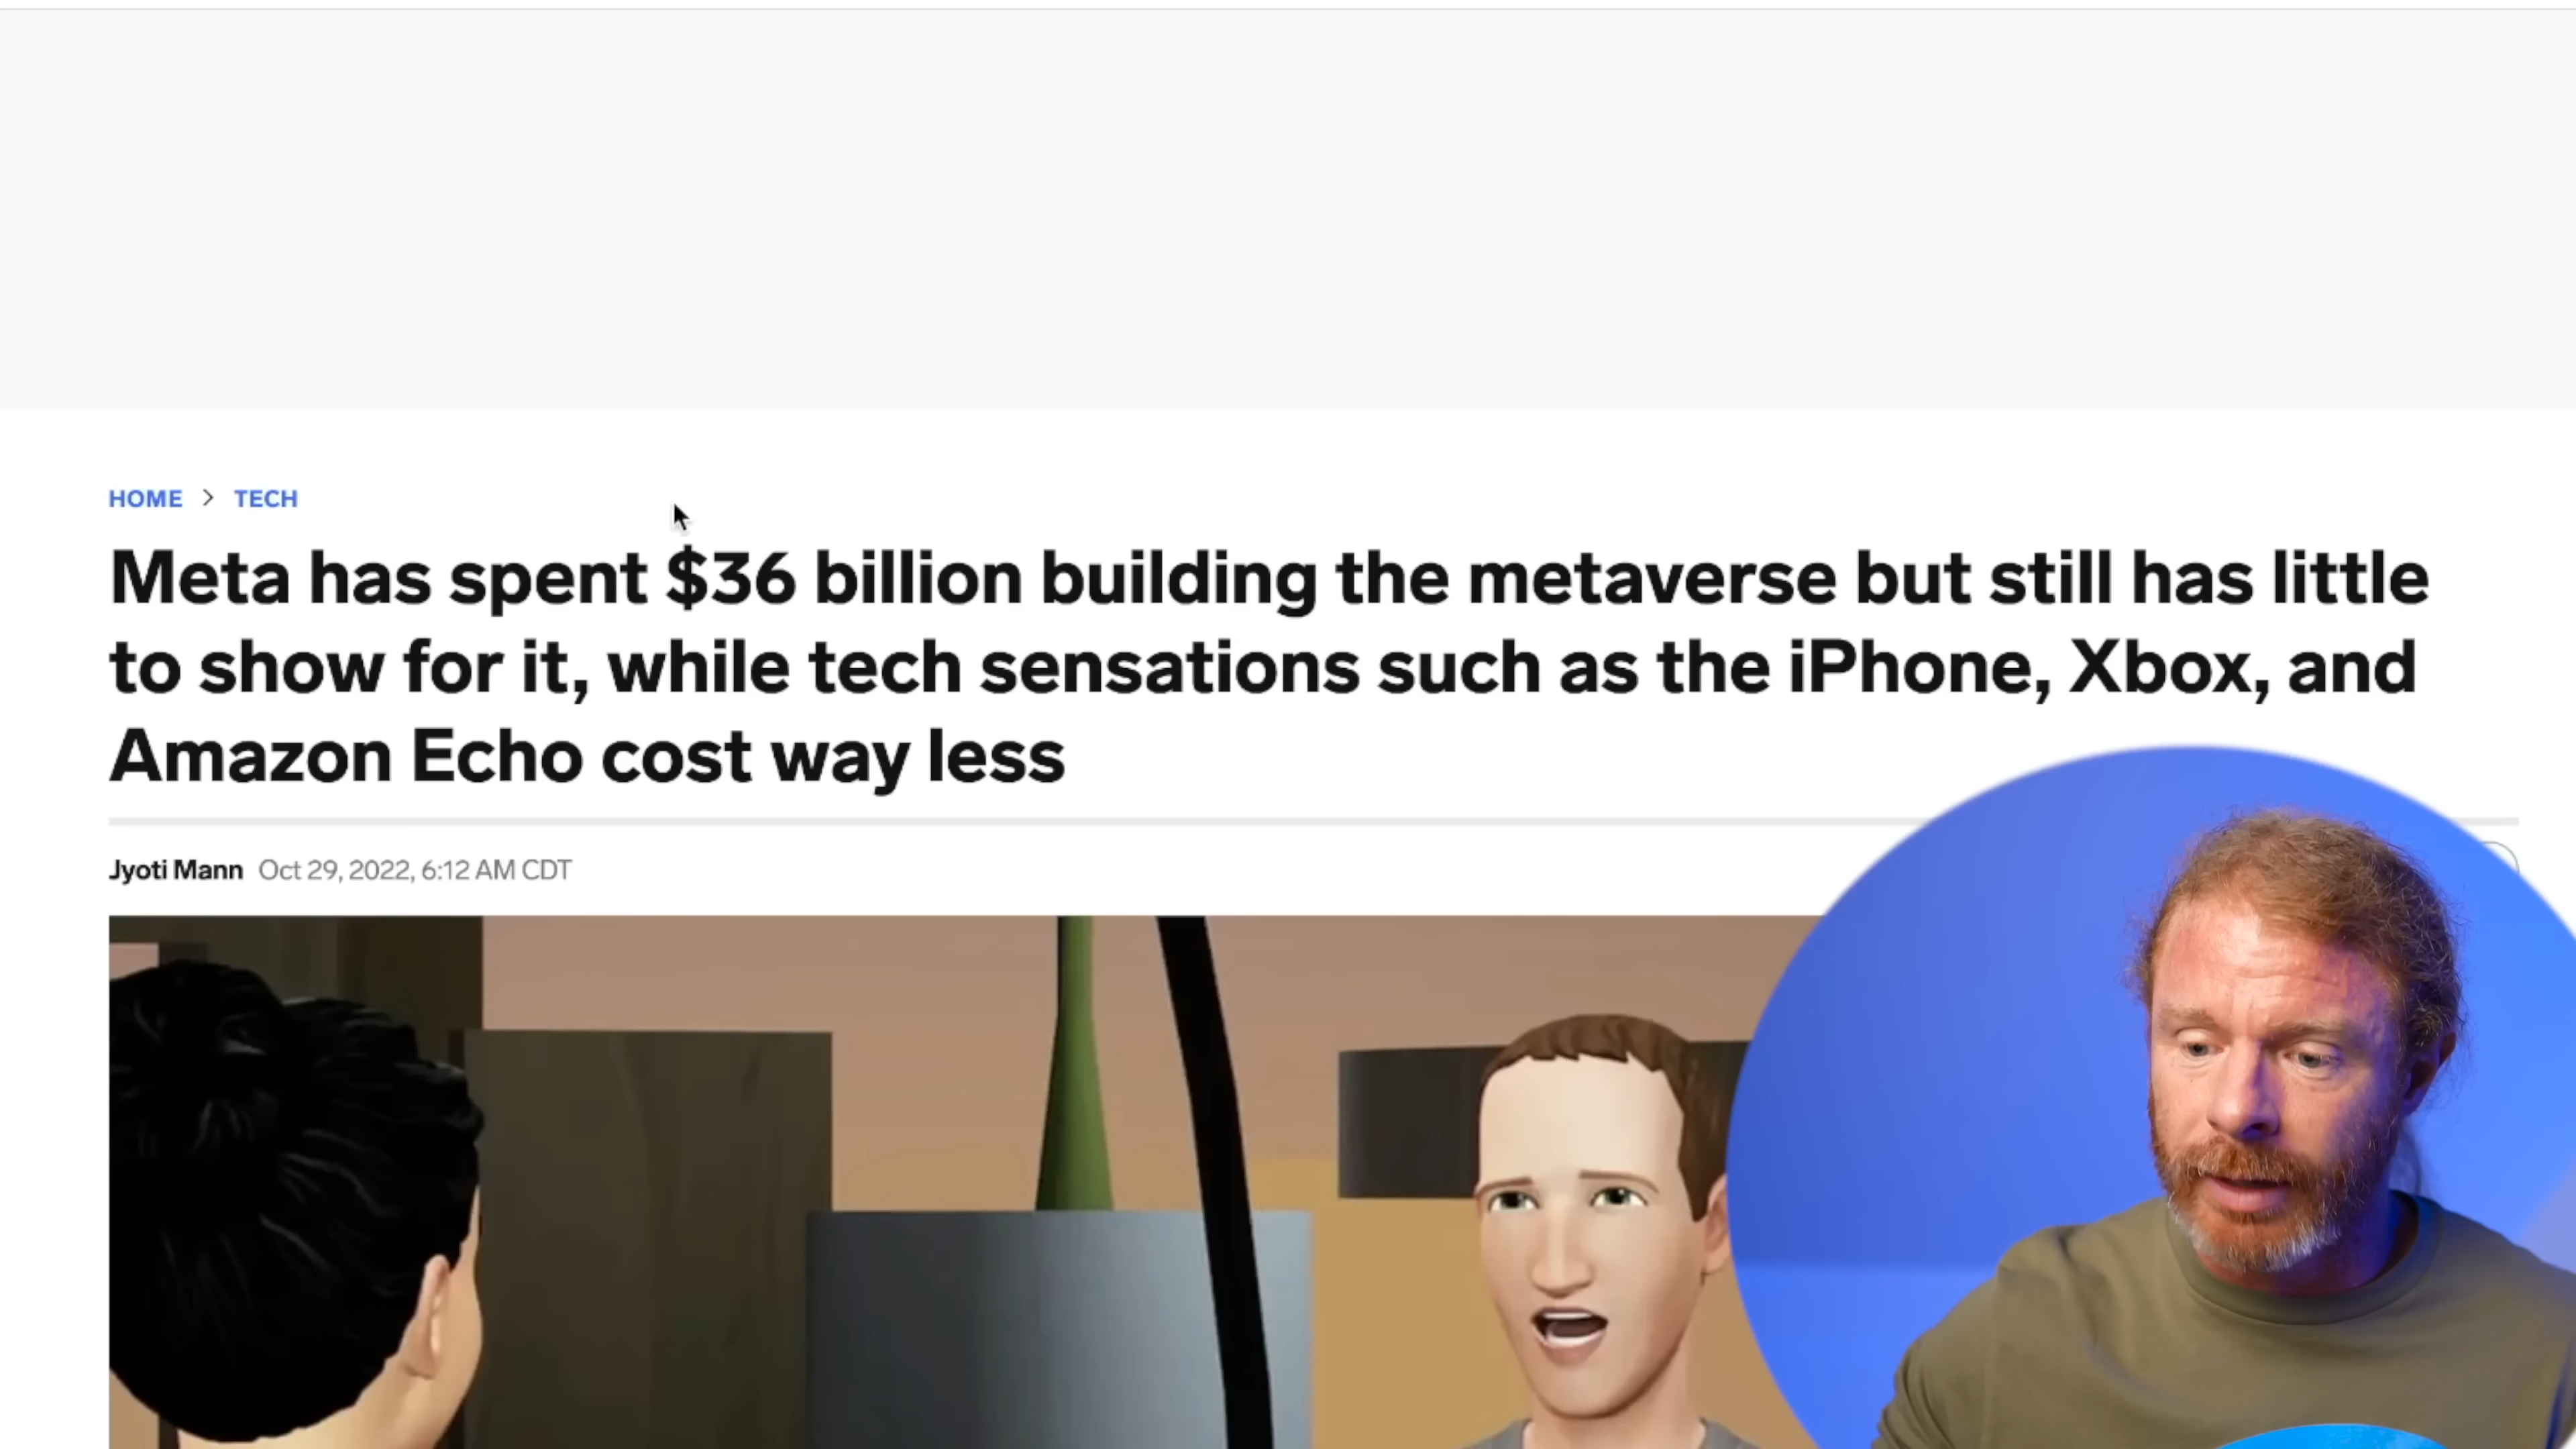 HOME > TECH
Meta has spent $36 billion building the metaverse but still has little
to show for it, while tech sensations such as the iPhone, Xbox, and
Amazon Echo cost way less
Jyoti Mann Oct 29, 2022, 6:12 AM CDT